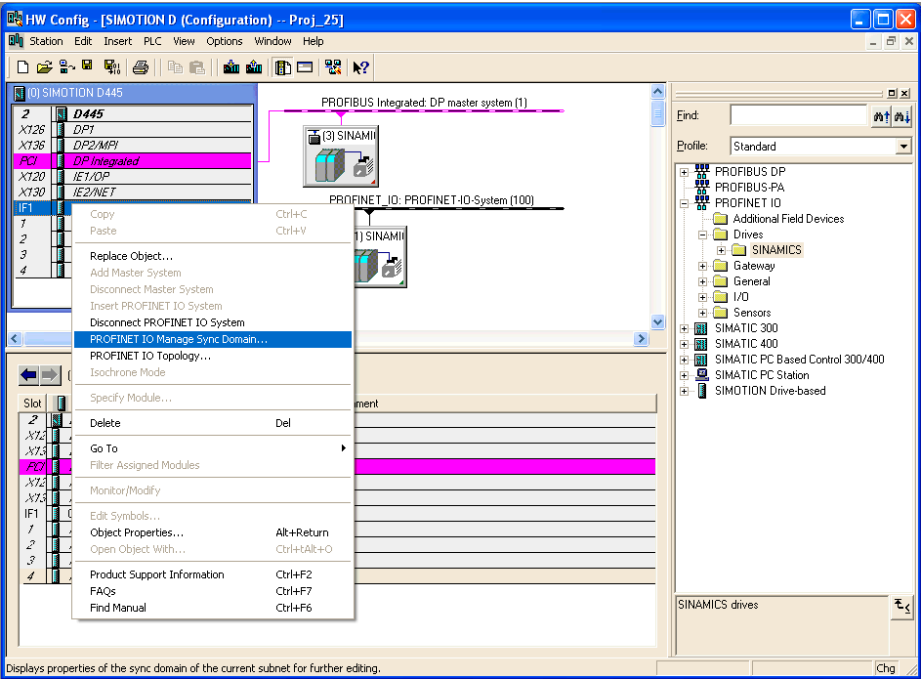 HW Config - [SIMOTION D (Configuration) -- Proj_25]
Station Edit Insert PLC View Options Window Help
(0) SIMOTION D445
2 D445
X126 DP1
X136 DP2/MPI
PCI DP Integrated
X120 IE1/OP
X130 IE2/NET
IF1
1
2
3
4
PROFIBUS Integrated: DP master system (1)
(3) SINAMI
PROFINET_IO: PROFINET-IO-System (100)
1) SINAMI
Copy Ctrl+C
Paste Ctrl+V
Replace Object...
Add Master System
Disconnect Master System
Insert PROFINET IO System
Disconnect PROFINET IO System
PROFINET IO Manage Sync Domain...
PROFINET IO Topology...
Isochrone Mode
Specify Module...
Delete Del
Go To
Filter Assigned Modules
Monitor/Modify
Edit Symbols...
Object Properties... Alt+Return
Open Object With... Ctrl+tAlt+O
Product Support Information Ctrl+F2
FAQs Ctrl+F7
Find Manual Ctrl+F6
Slot
2
X12
X13
PCI
X12
X13
IF1
1
2
3
4
Find:
Profile: Standard
PROFIBUS DP
PROFIBUS-PA
PROFINET IO
Additional Field Devices
Drives
SINAMICS
Gateway
General
I/O
Sensors
SIMATIC 300
SIMATIC 400
SIMATIC PC Based Control 300/400
SIMATIC PC Station
SIMOTION Drive-based
SINAMICS drives
Displays properties of the sync domain of the current subnet for further editing.
Chg